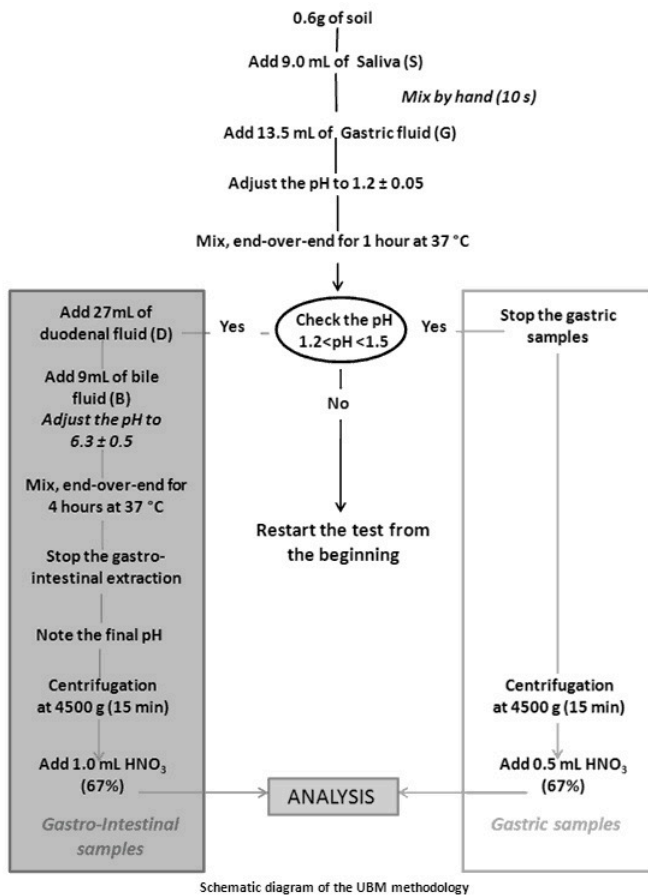 0.6g of soil
Add 9.0 mL of Saliva (S)
Mix by hand (10 s)
Add 13.5 mL of Gastric fluid (G)
Adjust the pH to 1.2 ± 0.05
Mix, end-over-end for 1 hour at 37 °C
Check the pH
1.2<pH <1.5
Yes
Yes
No
Restart the test from
the beginning
Add 27mL of
duodenal fluid (D)
Add 9mL of bile
fluid (B)
Adjust the pH to
6.3 ± 0.5
Mix, end-over-end for
4 hours at 37 °C
Stop the gastro-
intestinal extraction
Note the final pH
Centrifugation
at 4500 g (15 min)
Add 1.0 mL HNO₃
(67%)
Gastro-Intestinal
samples
Stop the gastric
samples
Centrifugation
at 4500 g (15 min)
Add 0.5 mL HNO₃
(67%)
Gastric samples
ANALYSIS
Schematic diagram of the UBM methodology